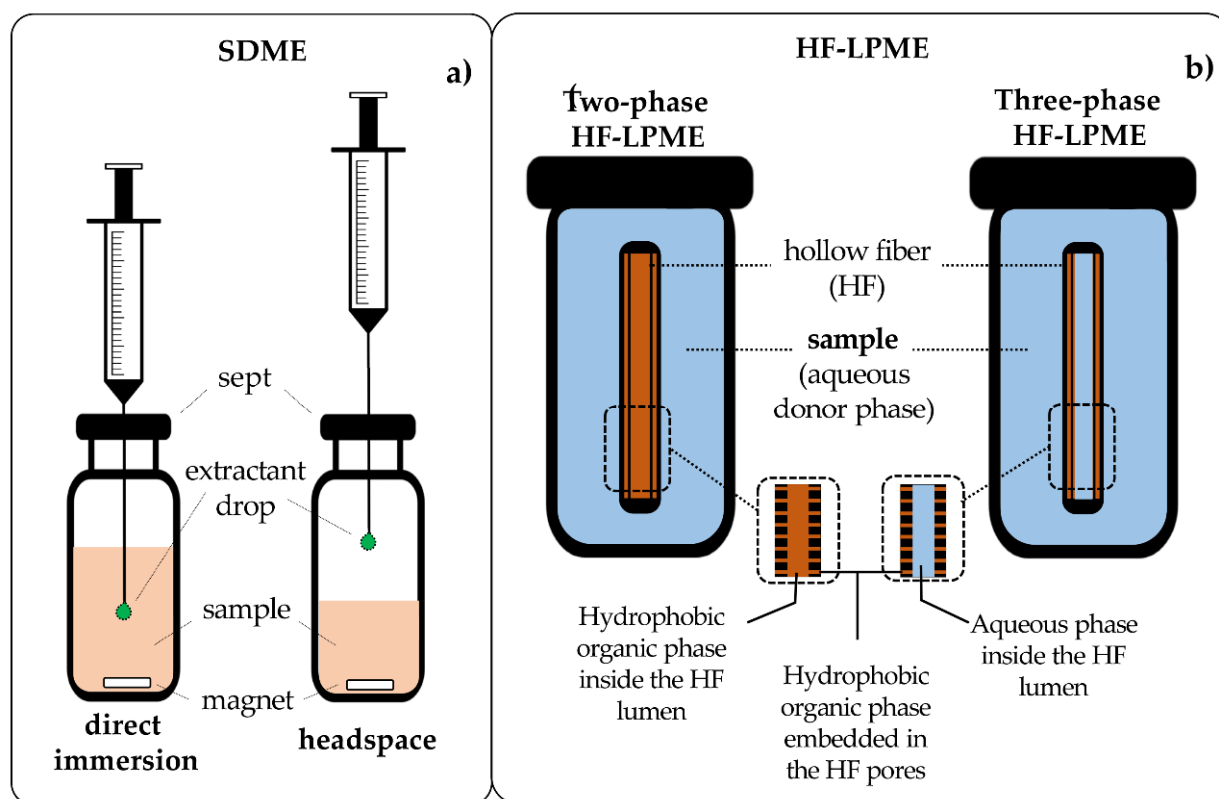 SDME
a)
sept
extractant
drop
sample
magnet
direct
immersion
headspace
HF-LPME
b)
Two-phase
HF-LPME
Three-phase
HF-LPME
hollow fiber
(HF)
sample
(aqueous
donor phase)
Hydrophobic
organic phase
inside the HF
lumen
Hydrophobic
organic phase
embedded in
the HF pores
Aqueous phase
inside the HF
lumen